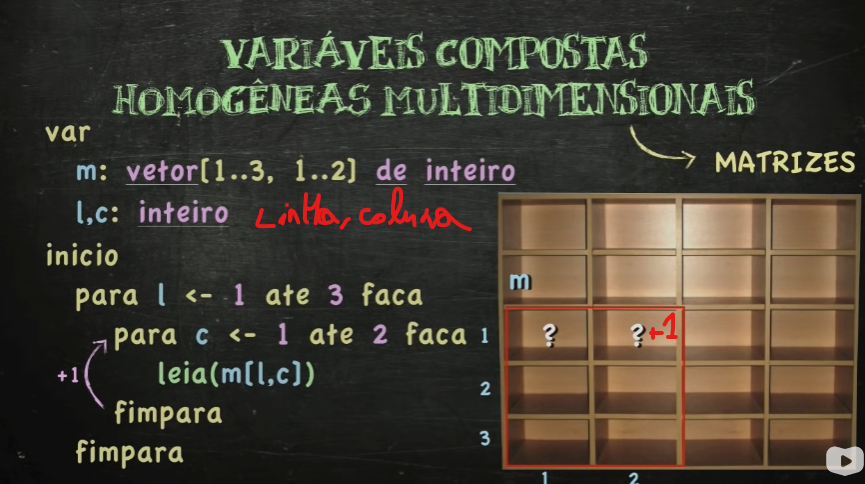 VARIÁVEIS COMPOSTAS
HOMOGÊNEAS MULTIDIMENSIONAIS
MATRIZES
var
m: vetor[1..3, 1..2] de inteiro
l,c: inteiro Linha, coluna
inicio
para l <- 1 ate 3 faca
para c <- 1 ate 2 faca
+1
leia(m[l,c])
fimpara
fimpara
m
1 ? ?+1
2
3
1 2